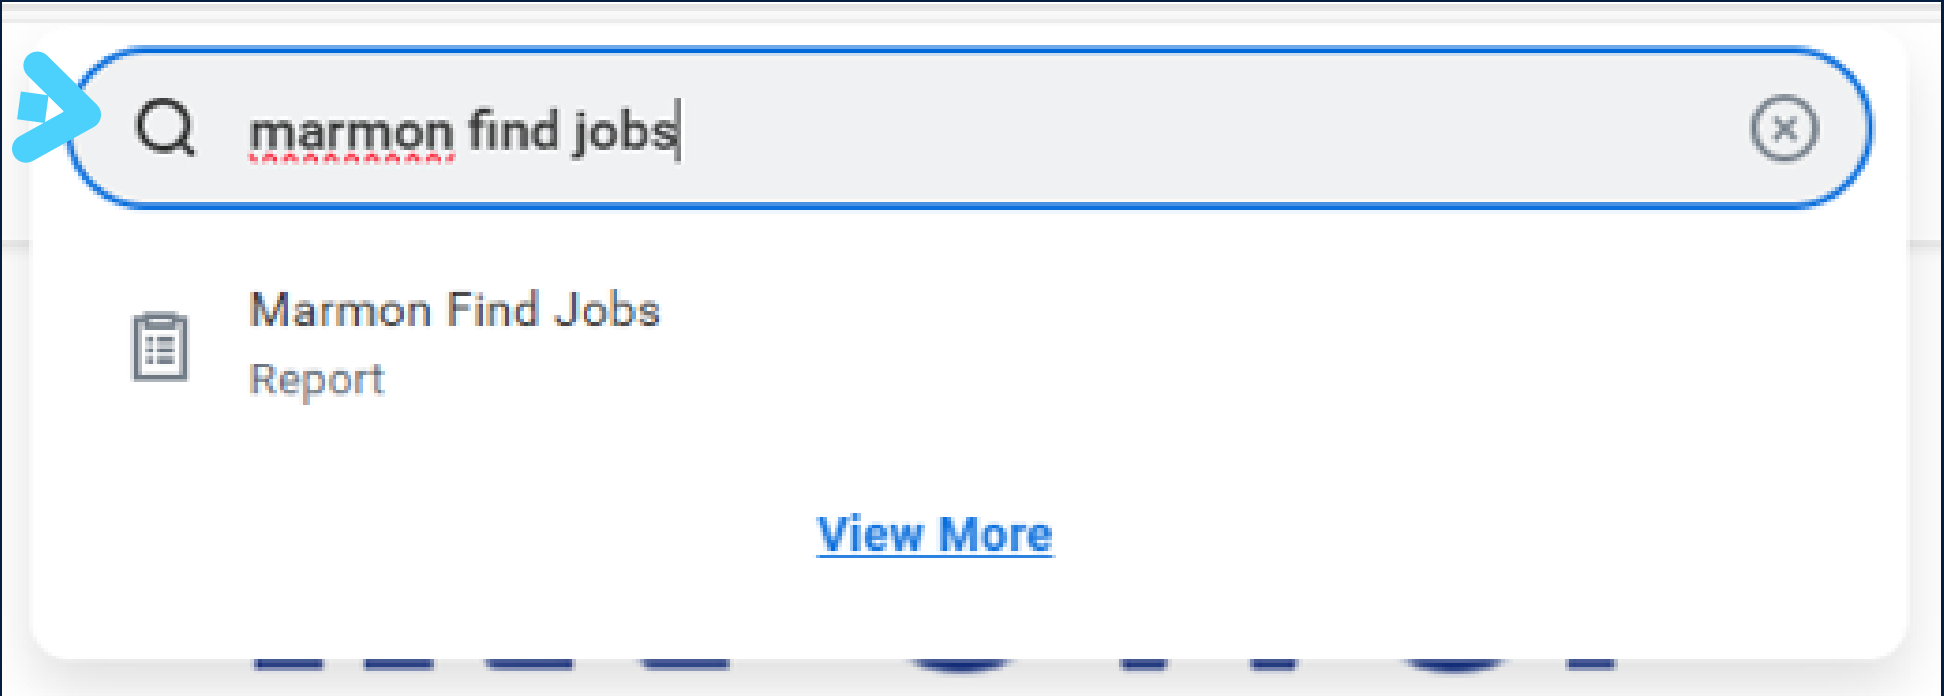 marmon find jobs
Marmon Find Jobs
Report
View More